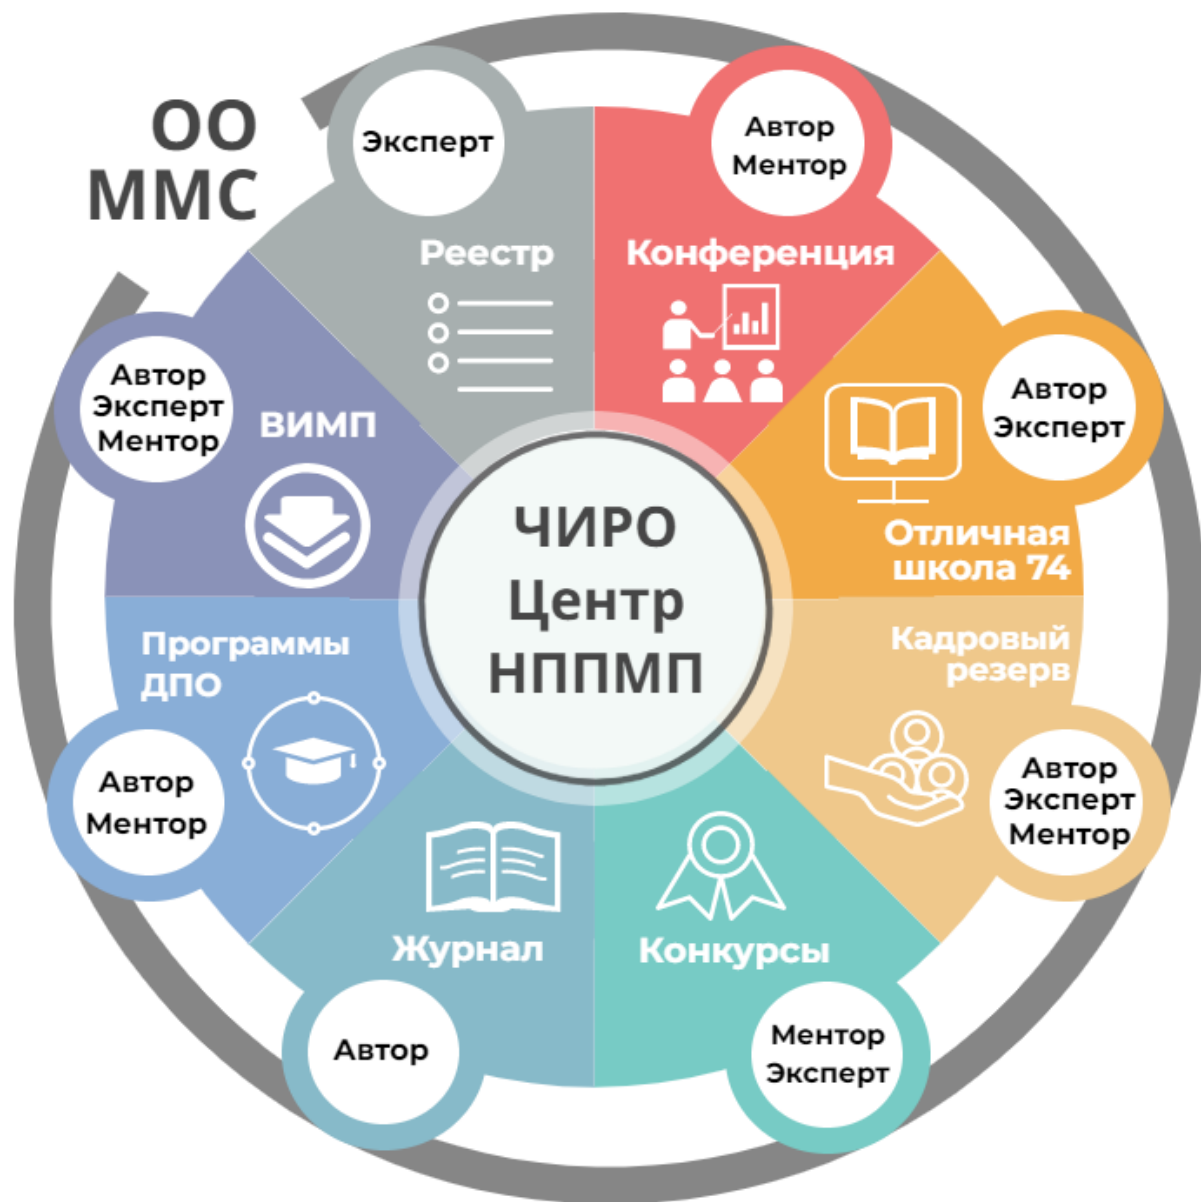 ОО
ММС
Эксперт
Реестр
Автор
Ментор
Конференция
Автор
Эксперт
Отличная
школа 74
Кадровый
резерв
Автор
Эксперт
Ментор
Конкурсы
Ментор
Эксперт
Журнал
Автор
Программы
ДПО
Автор
Ментор
ВИМП
Автор
Эксперт
Ментор
ЧИРО
Центр
НППМП